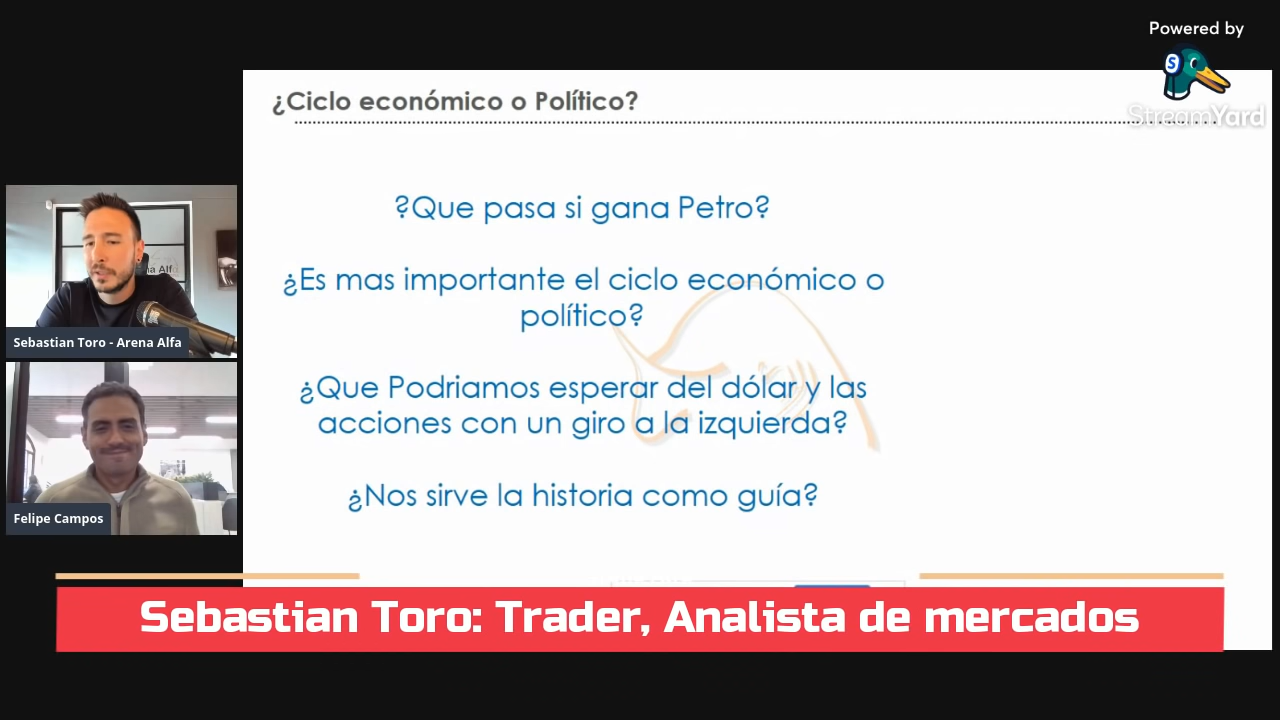 Powered by
StreamYard
¿Ciclo económico o Político?
?Que pasa si gana Petro?
¿Es mas importante el ciclo económico o
político?
¿Que Podriamos esperar del dólar y las
acciones con un giro a la izquierda?
¿Nos sirve la historia como guía?
Sebastian Toro - Arena Alfa
Felipe Campos
Sebastian Toro: Trader, Analista de mercados